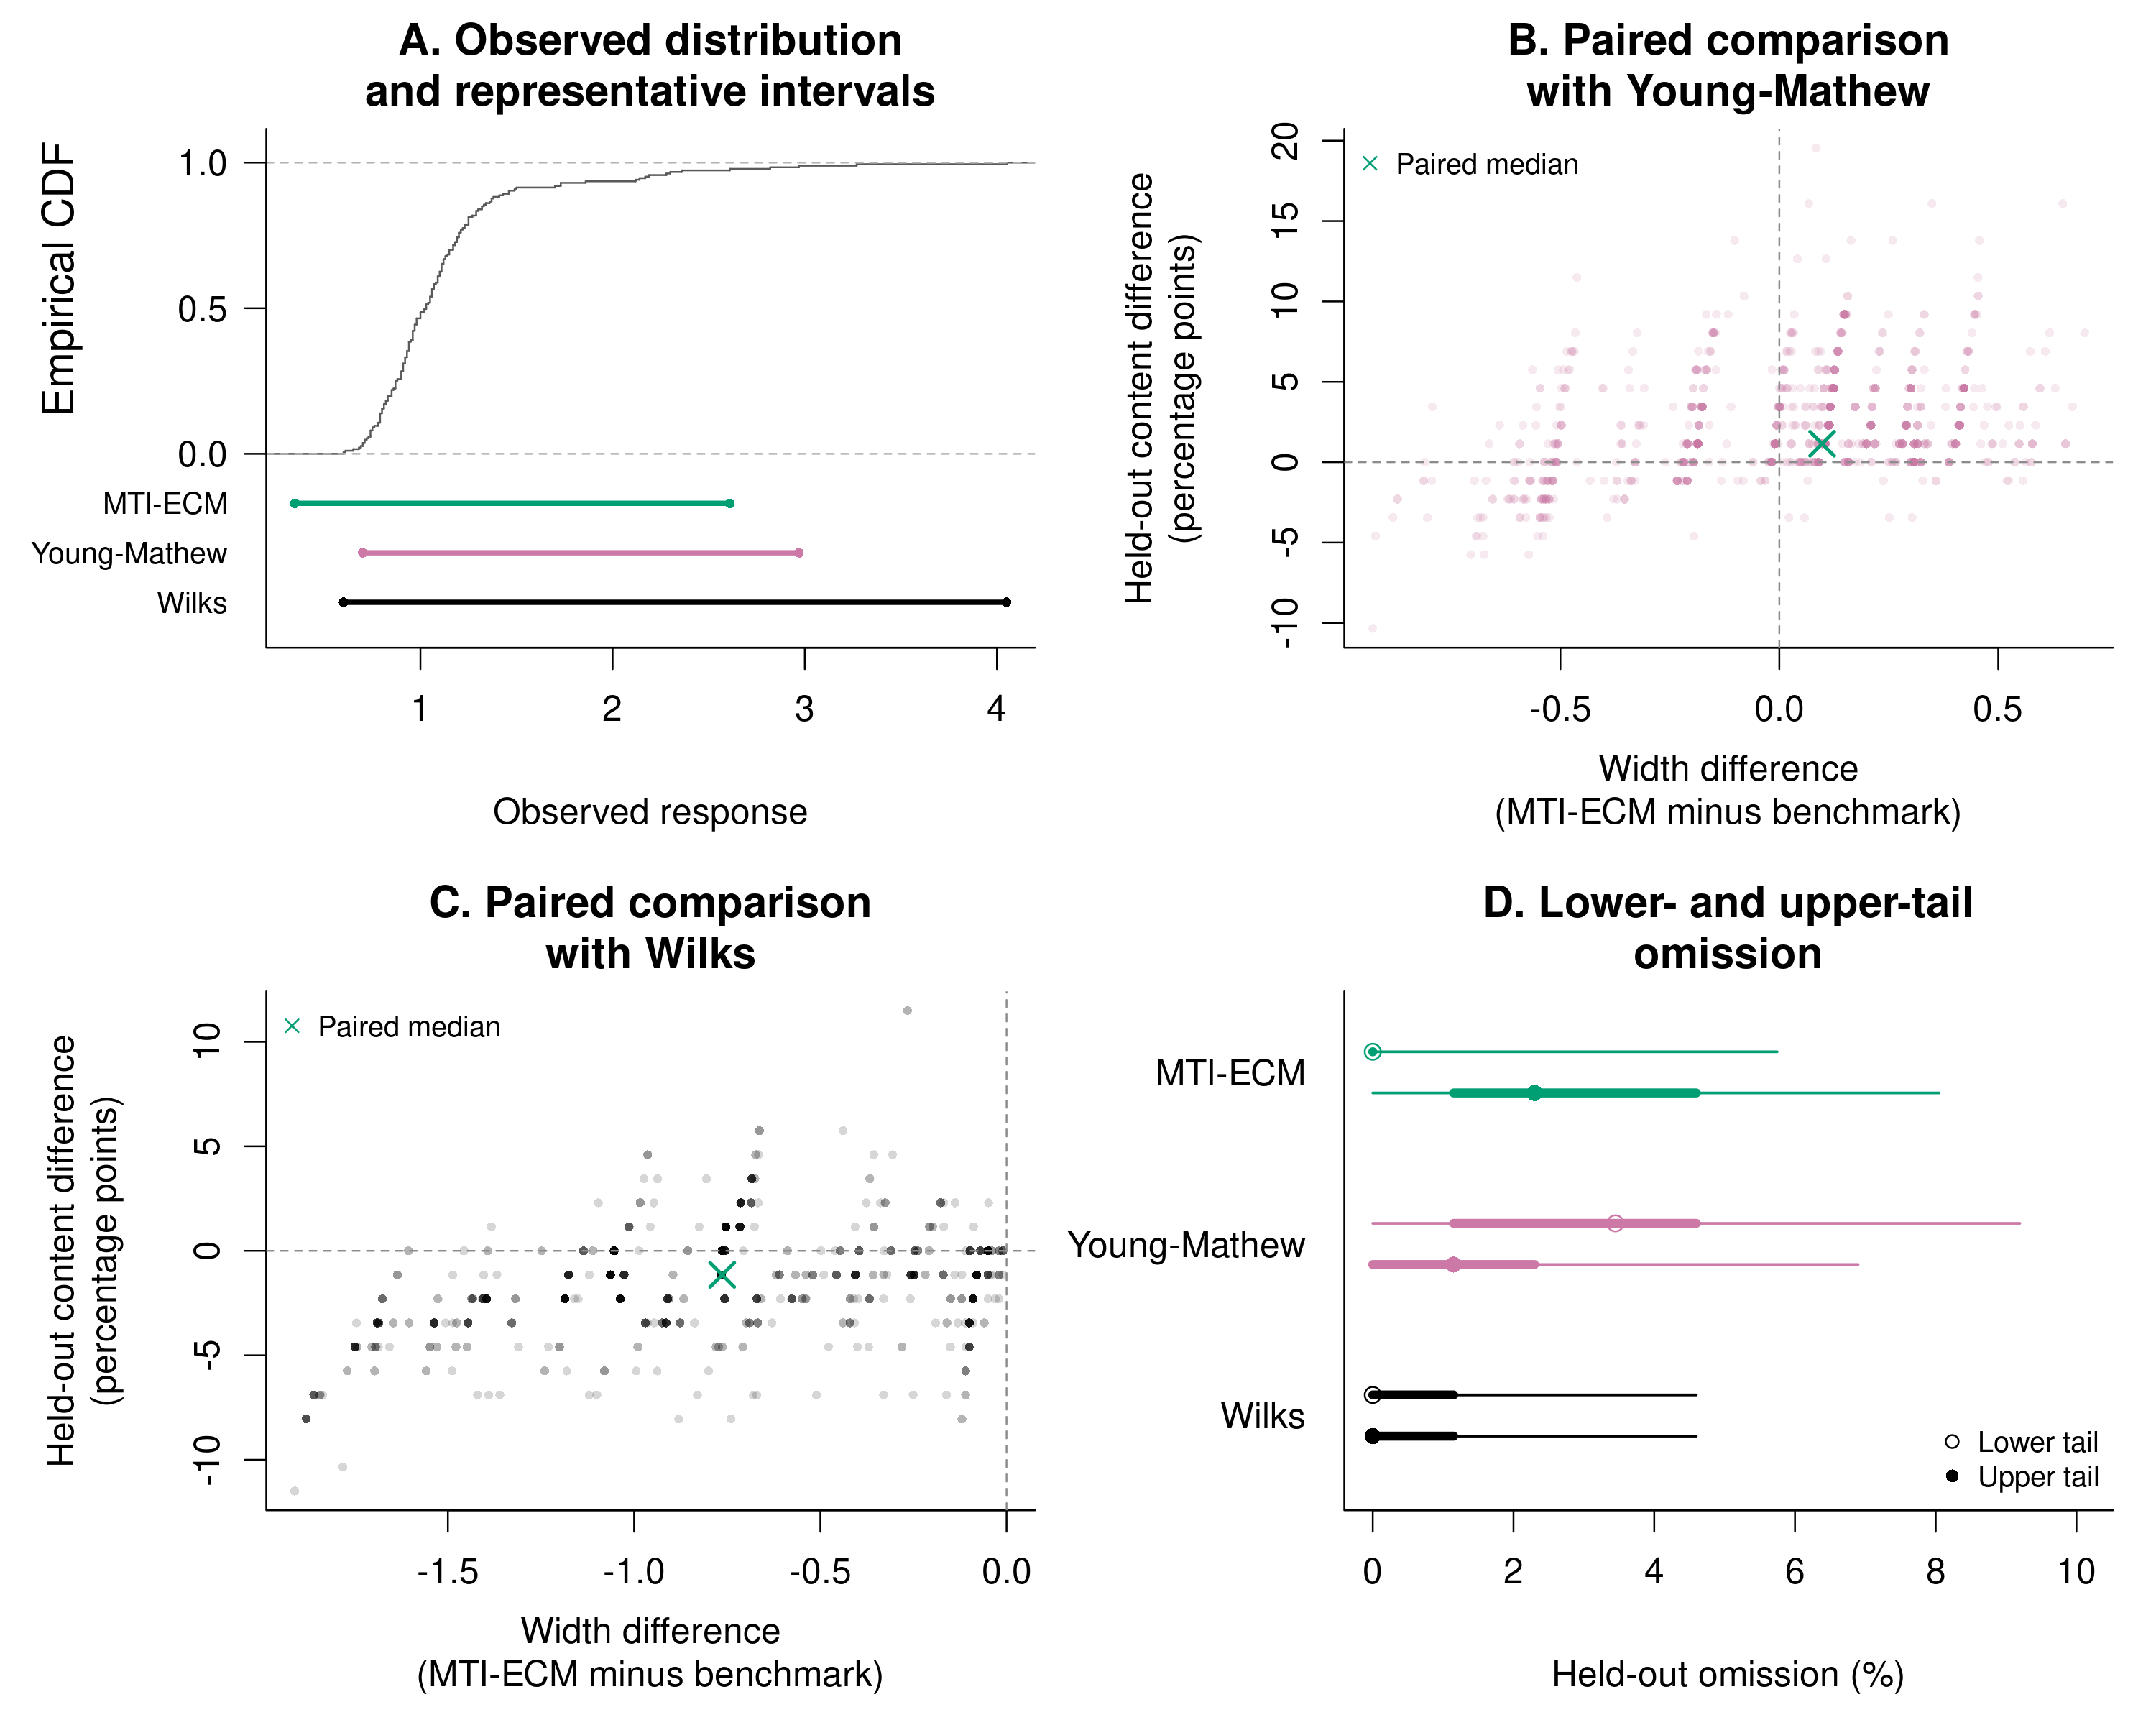 A. Observed distribution
and representative intervals
Empirical CDF
1.0
0.5
0.0
MTI-ECM
Young-Mathew
Wilks
1 2 3 4
Observed response
B. Paired comparison
with Young-Mathew
Held-out content difference
(percentage points)
20
15
10
5
0
-5
-10
Paired median
-0.5 0.0 0.5
Width difference
(MTI-ECM minus benchmark)
C. Paired comparison
with Wilks
Held-out content difference
(percentage points)
10
5
0
-5
-10
Paired median
-1.5 -1.0 -0.5 0.0
Width difference
(MTI-ECM minus benchmark)
D. Lower- and upper-tail
omission
MTI-ECM
Young-Mathew
Wilks
Lower tail
Upper tail
0 2 4 6 8 10
Held-out omission (%)